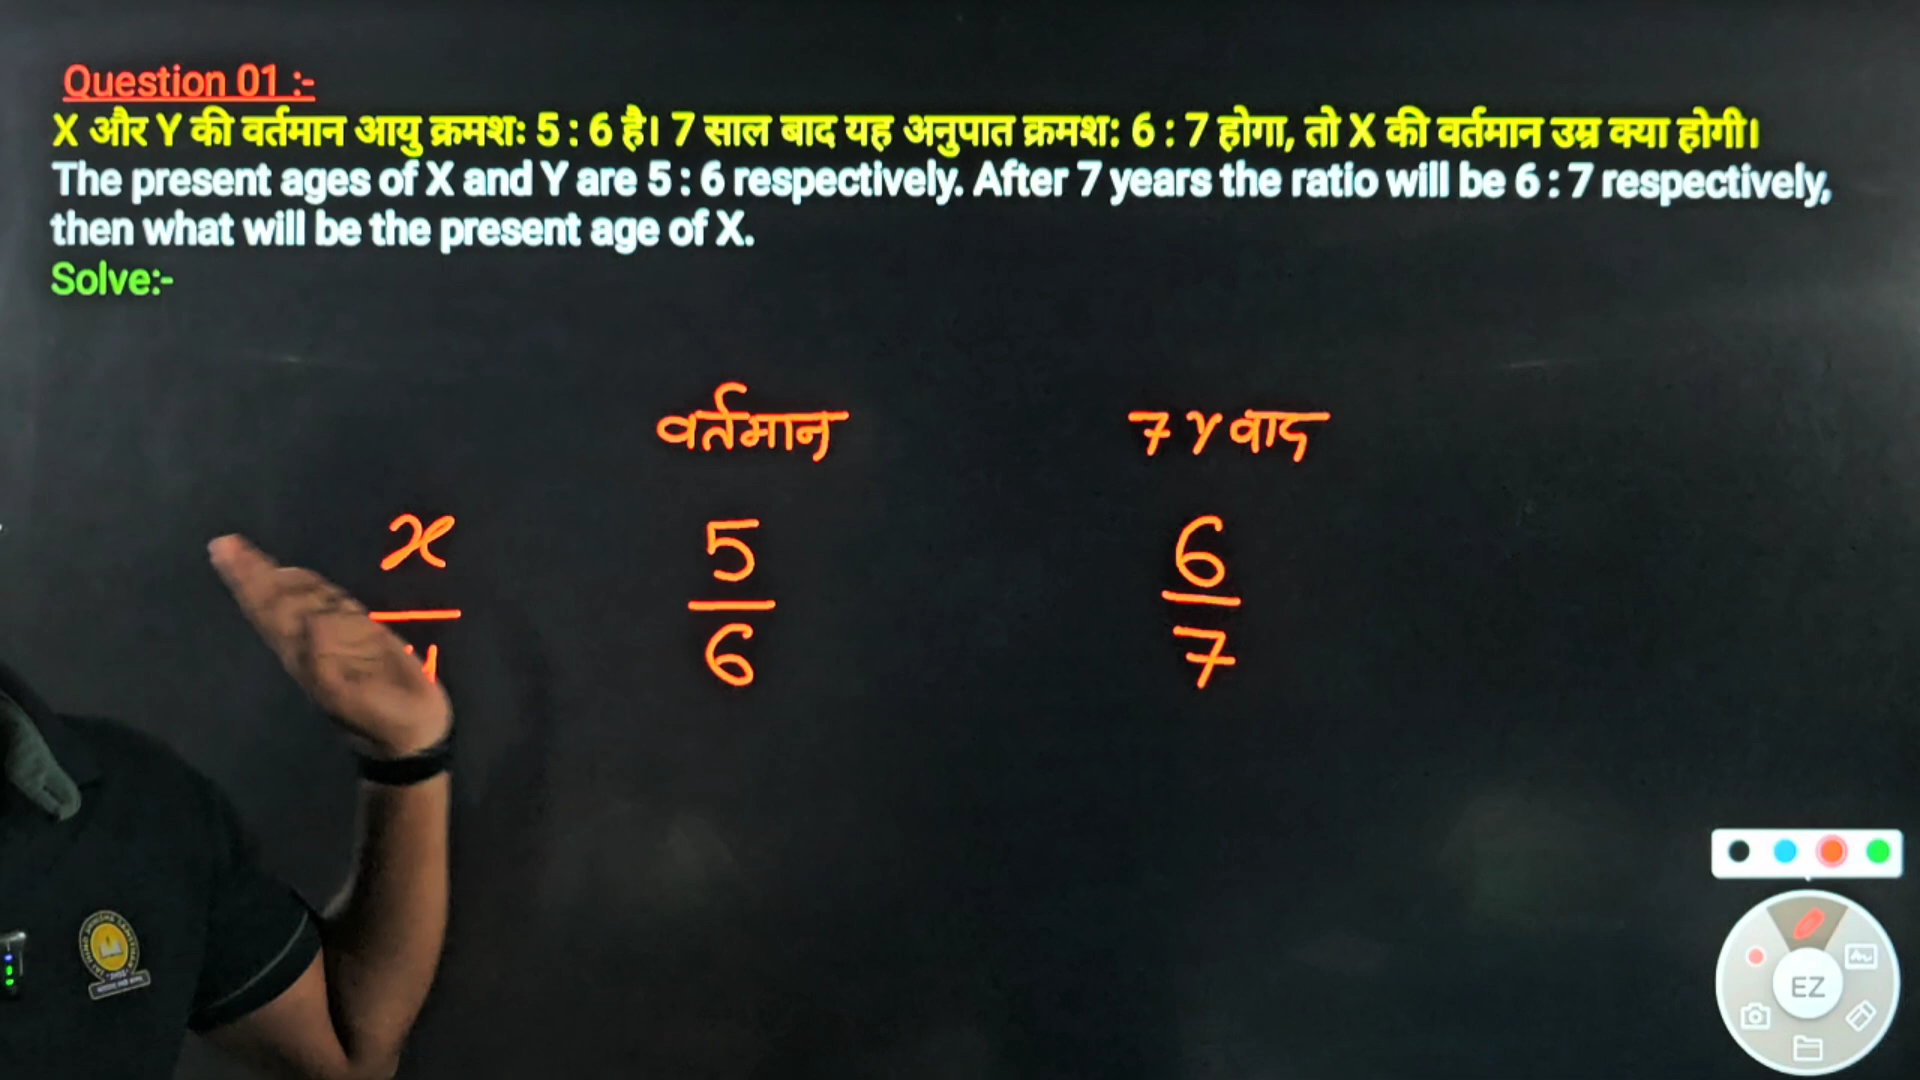 Question 01 :-
X और Y की वर्तमान आयु क्रमशः 5 : 6 है। 7 साल बाद यह अनुपात क्रमश: 6 : 7 होगा, तो X की वर्तमान उम्र क्या होगी।
The present ages of X and Y are 5 : 6 respectively. After 7 years the ratio will be 6 : 7 respectively,
then what will be the present age of X.
Solve:-
वर्तमान 7 Y बाद
x 5 6
y 6 7
EZ